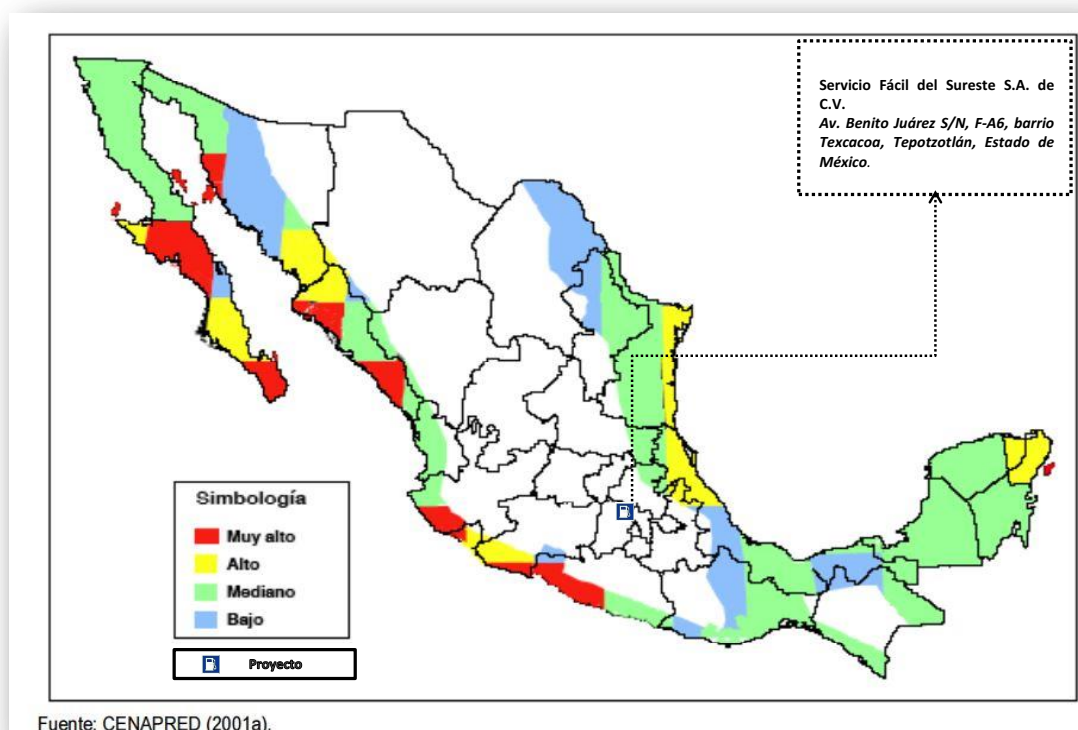 Servicio Fácil del Sureste S.A. de
C.V.
Av. Benito Juárez S/N, F-A6, barrio
Texcacoa, Tepotzotlán, Estado de
México.
Simbología
Muy alto
Alto
Mediano
Bajo
Proyecto
Fuente: CENAPRED (2001a).